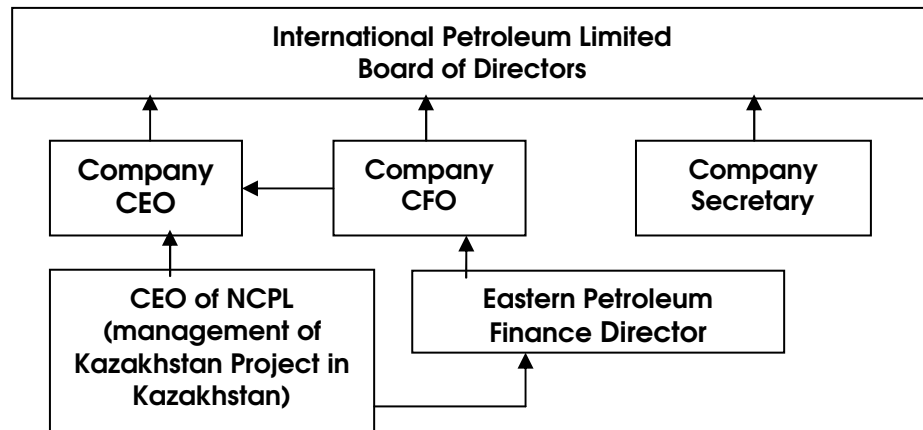 International Petroleum Limited
Board of Directors
Company
CEO
Company
CFO
Company
Secretary
CEO of NCPL
(management of
Kazakhstan Project in
Kazakhstan)
Eastern Petroleum
Finance Director